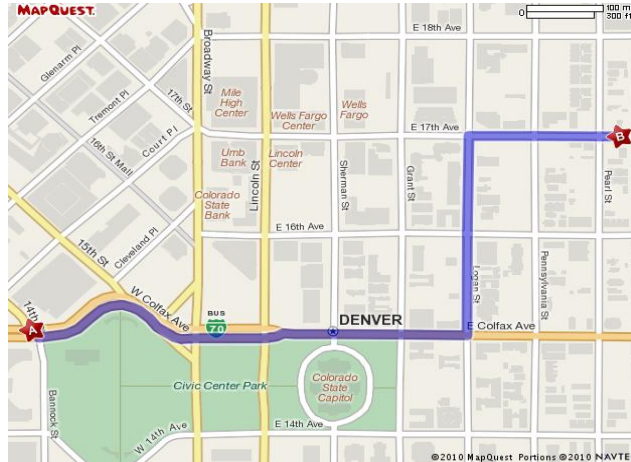 MAPQUEST.
0
100 m
300 ft
E 18th Ave
Broadway St
Glenarm Pl
Tremont Pl
17th St
Court Pl
16th St Mall
Mile
High
Center
Wells Fargo
Center
Wells
Fargo
E 17th Ave
B
Umb
Bank
Lincoln St
Lincoln
Center
Sherman St
Grant St
Pearl St
Colorado
State
Bank
15th St
Cleveland Pl
E 16th Ave
Logan St
Pennsylvania St
14th
A
W Colfax Ave
BUS
70
DENVER
E Colfax Ave
Civic Center Park
Colorado
State
Capitol
Bannock St
W 14th Ave
E 14th Ave
©2010 MapQuest Portions ©2010 NAVTE